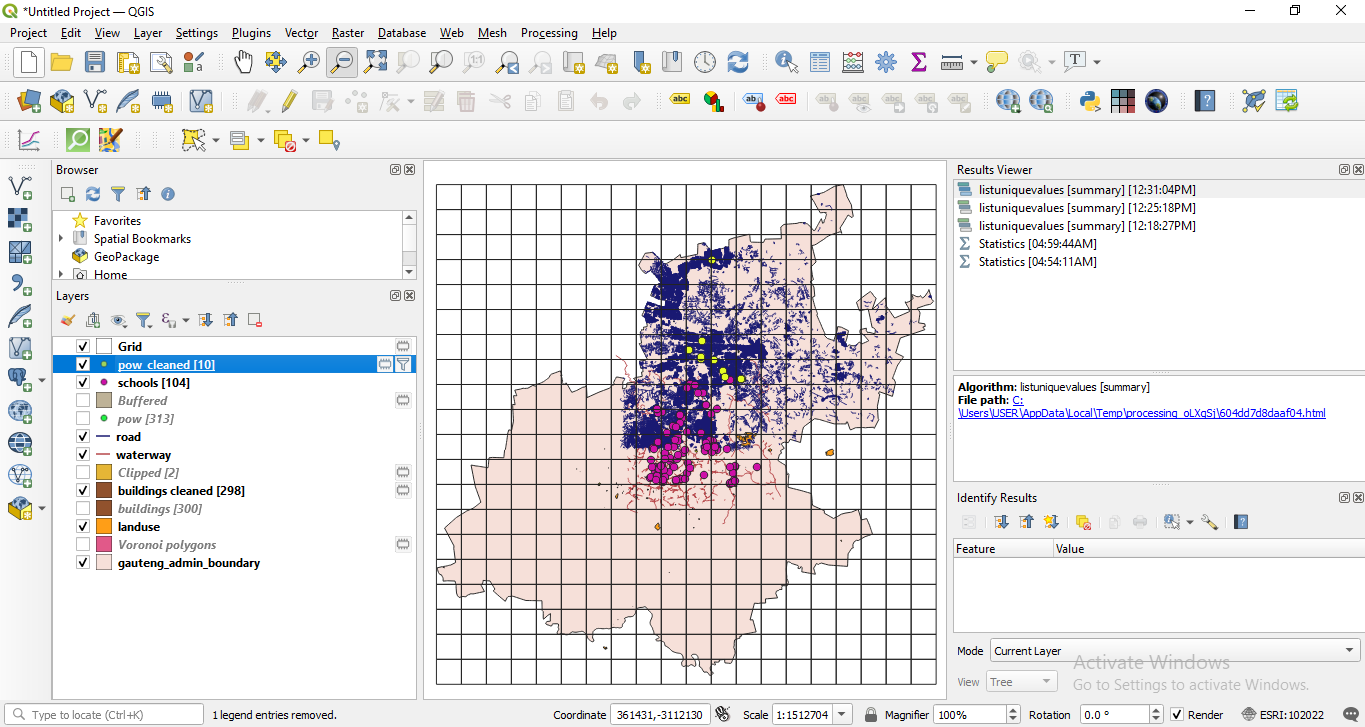 *Untitled Project — QGIS
Project Edit View Layer Settings Plugins Vector Raster Database Web Mesh Processing Help
Browser
Favorites
Spatial Bookmarks
GeoPackage
Home
Layers
Grid
pow_cleaned [10]
schools [104]
Buffered
pow [313]
road
waterway
Clipped [2]
buildings cleaned [298]
buildings [300]
landuse
Voronoi polygons
gauteng_admin_boundary
Results Viewer
listuniquevalues [summary] [12:31:04PM]
listuniquevalues [summary] [12:25:18PM]
listuniquevalues [summary] [12:18:27PM]
Statistics [04:59:44AM]
Statistics [04:54:11AM]
Algorithm: listuniquevalues [summary]
File path: C:
\Users\USER\AppData\Local\Temp\processing_oLXqSj\604dd7d8daaf04.html
Identify Results
Feature Value
Mode Current Layer
View Tree
Activate Windows
Go to Settings to activate Windows.
Type to locate (Ctrl+K) 1 legend entries removed. Coordinate 361431,-3112130 Scale 1:1512704 Magnifier 100% Rotation 0.0 ° Render ESRI:102022